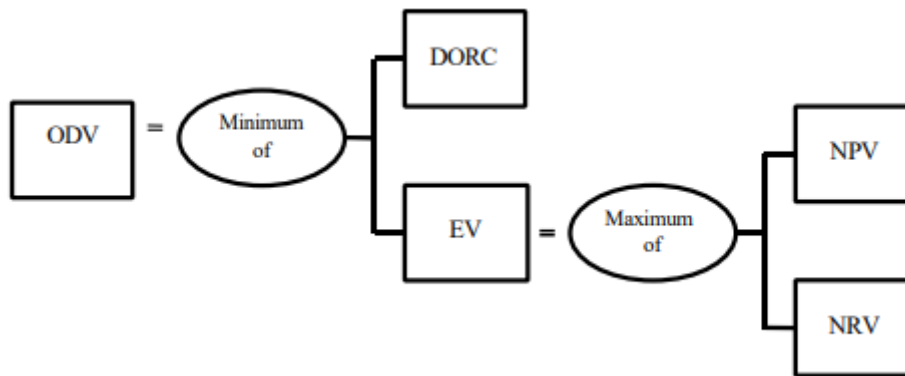 DORC
ODV
=
Minimum
of
NPV
EV
=
Maximum
of
NRV